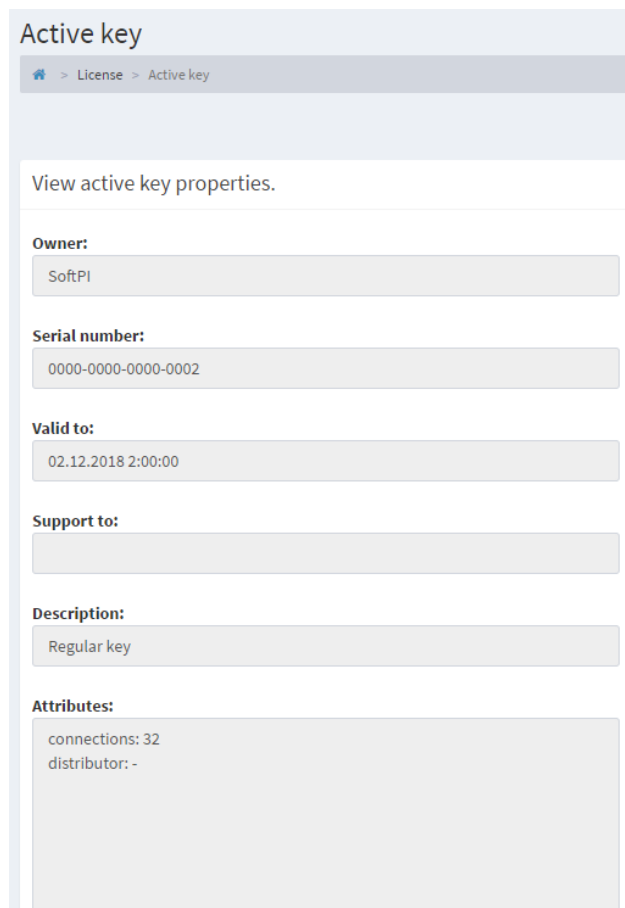 Active key
> License > Active key
View active key properties.
Owner:
SoftPI
Serial number:
0000-0000-0000-0002
Valid to:
02.12.2018 2:00:00
Support to:
Description:
Regular key
Attributes:
connections: 32
distributor: -